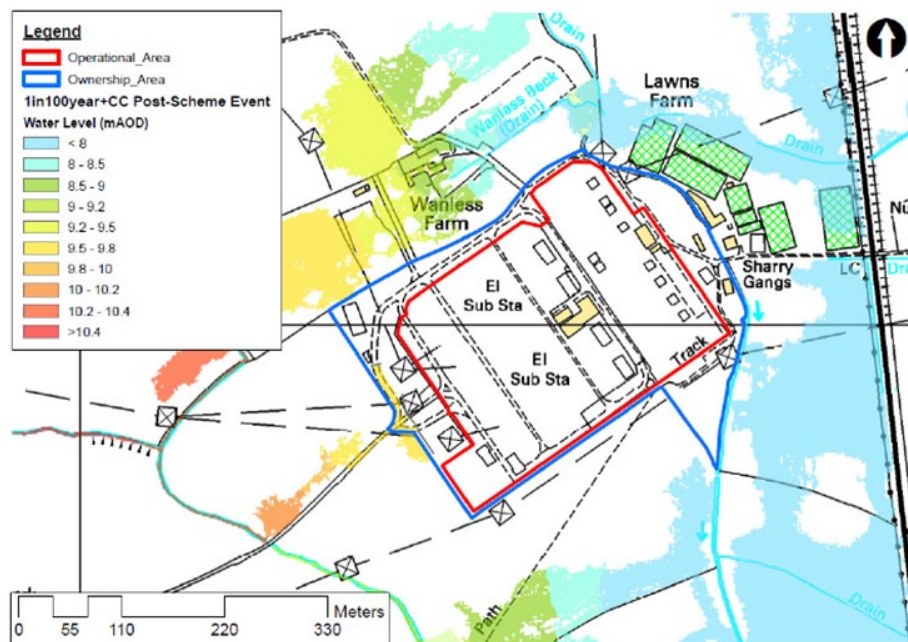 Legend
Operational_Area
Ownership_Area
1in100year+CC Post-Scheme Event
Water Level (mAOD)
< 8
8 - 8.5
8.5 - 9
9 - 9.2
9.2 - 9.5
9.5 - 9.8
9.8 - 10
10 - 10.2
10.2 - 10.4
>10.4
Drain
Drain
Lawns
Farm
Wanlass Beck
(Drain)
Drain
Wanless
Farm
El
Sub Sta
Sharry
Gangs
LC
Dra
El
Sub Sta
Track
Path
Drain
Meters
0 55 110 220 330